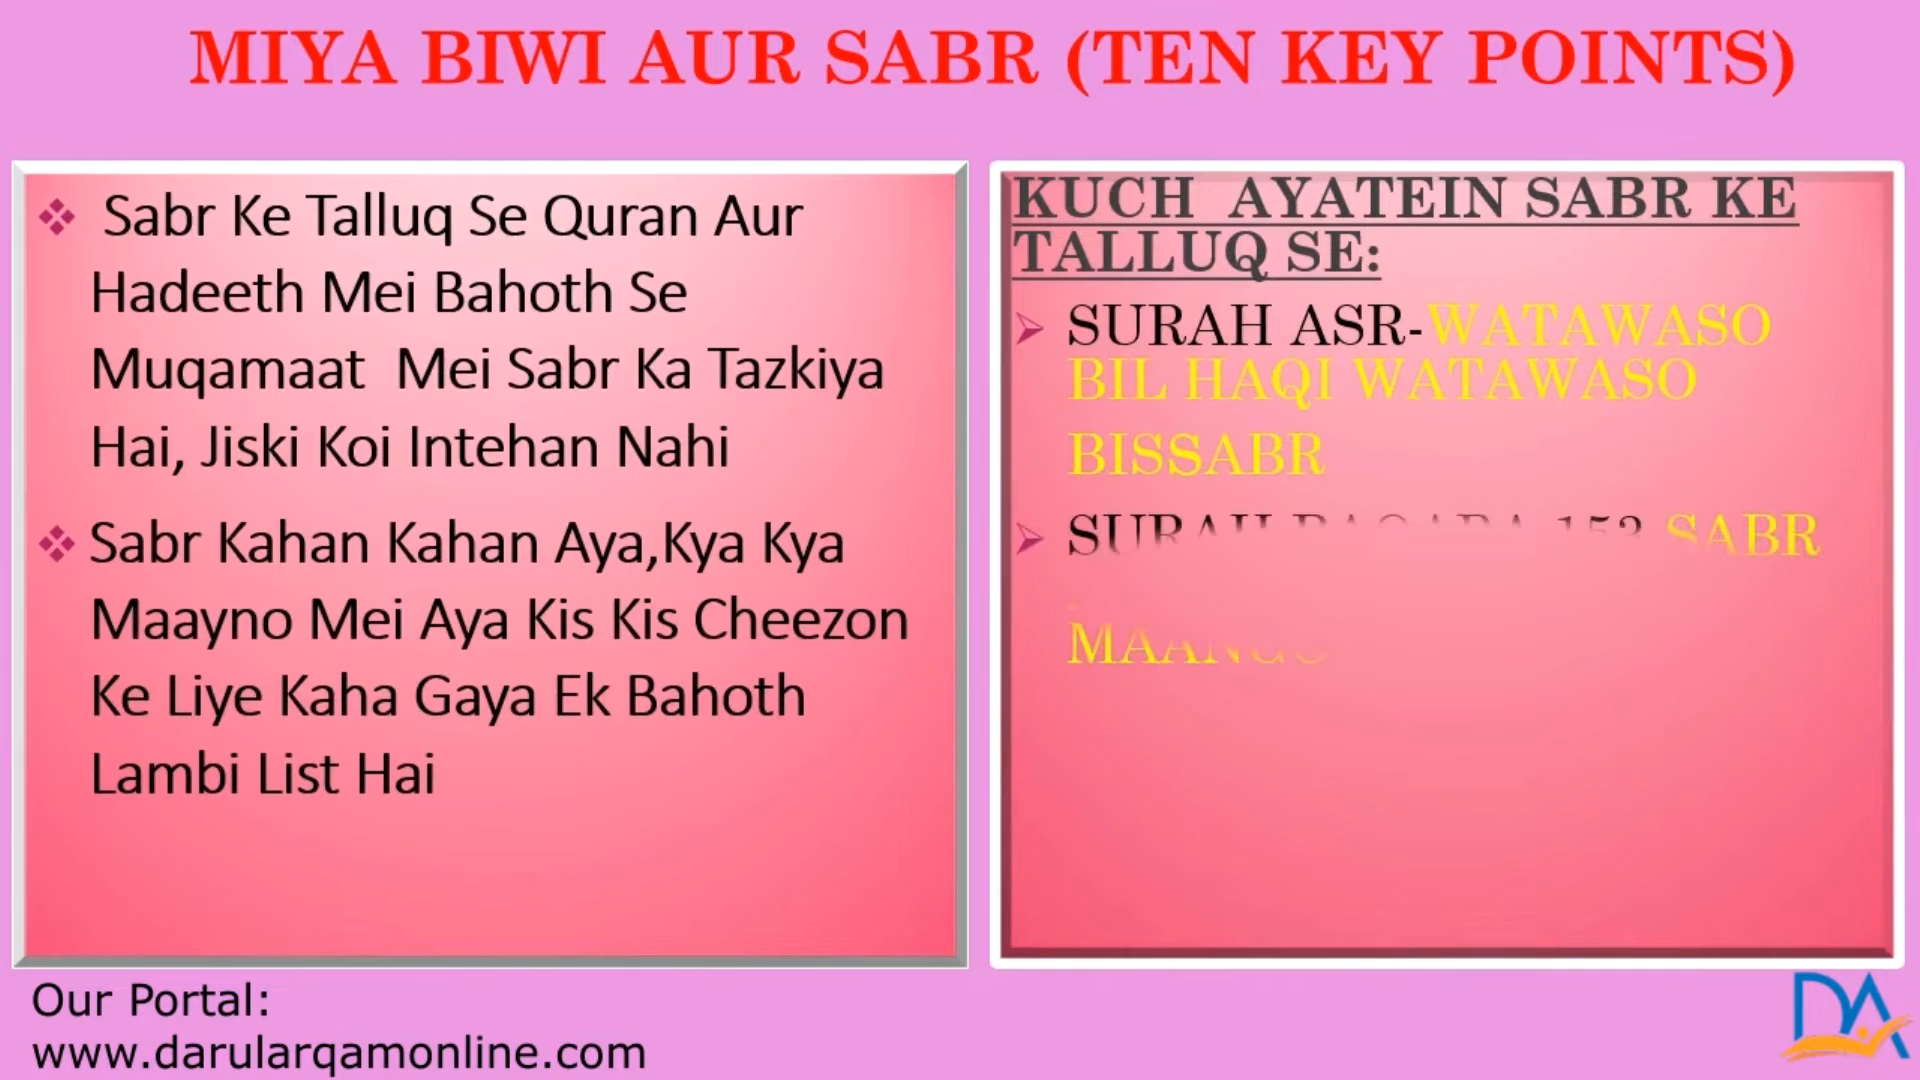 MIYA BIWI AUR SABR (TEN KEY POINTS)
Sabr Ke Talluq Se Quran Aur
Hadeeth Mei Bahoth Se
Muqamaat Mei Sabr Ka Tazkiya
Hai, Jiski Koi Intehan Nahi
Sabr Kahan Kahan Aya,Kya Kya
Maayno Mei Aya Kis Kis Cheezon
Ke Liye Kaha Gaya Ek Bahoth
Lambi List Hai
KUCH AYATEIN SABR KE
TALLUQ SE:
SURAH ASR-WATAWASO
BIL HAQI WATAWASO
BISSABR
SURAH SABR
Our Portal:
www.darularqamonline.com
DA